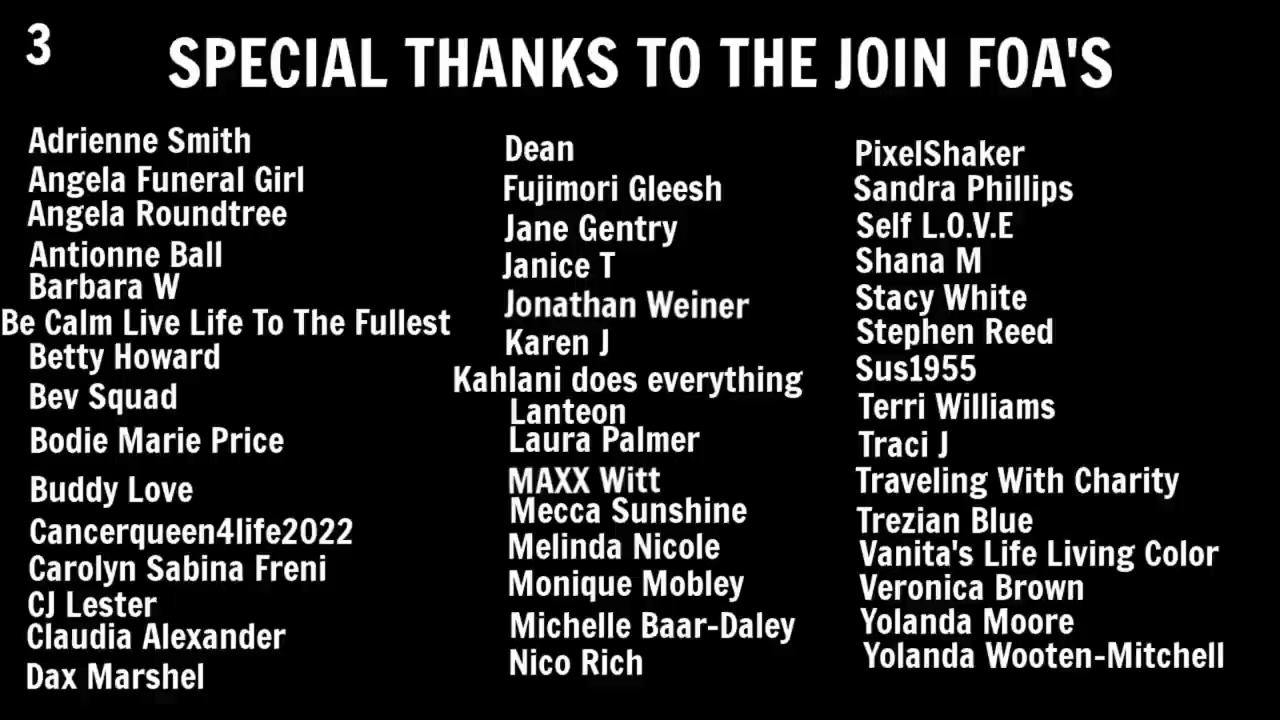 3
SPECIAL THANKS TO THE JOIN FOA'S
Adrienne Smith
Angela Funeral Girl
Angela Roundtree
Antionne Ball
Barbara W
Be Calm Live Life To The Fullest
Betty Howard
Bev Squad
Bodie Marie Price
Buddy Love
Cancerqueen4life2022
Carolyn Sabina Freni
CJ Lester
Claudia Alexander
Dax Marshel
Dean
Fujimori Gleesh
Jane Gentry
Janice T
Jonathan Weiner
Karen J
Kahlani does everything
Lanteon
Laura Palmer
MAXX Witt
Mecca Sunshine
Melinda Nicole
Monique Mobley
Michelle Baar-Daley
Nico Rich
PixelShaker
Sandra Phillips
Self L.O.V.E
Shana M
Stacy White
Stephen Reed
Sus1955
Terri Williams
Traci J
Traveling With Charity
Trezian Blue
Vanita's Life Living Color
Veronica Brown
Yolanda Moore
Yolanda Wooten-Mitchell